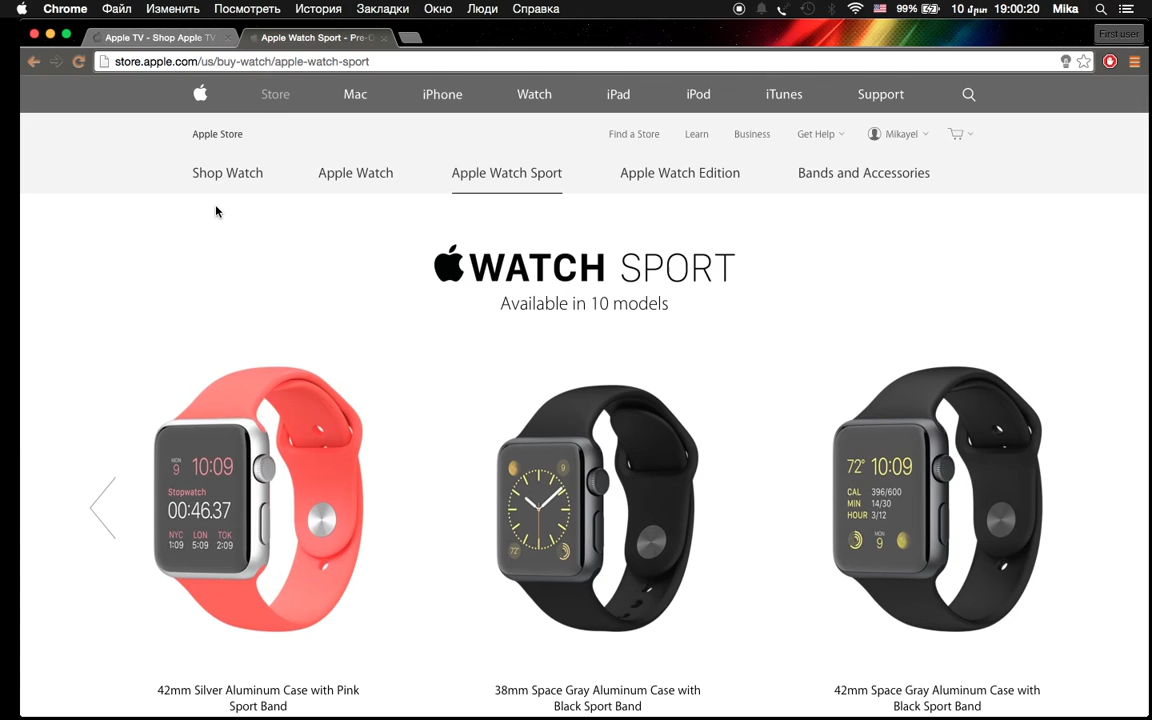 Chrome Файл Изменить Просмотреть История Закладки Окно Люди Справка 99% 10 մրտ 19:00:20 Mika
Apple TV - Shop Apple TV Apple Watch Sport - Pre-O First user
store.apple.com/us/buy-watch/apple-watch-sport
Store Mac iPhone Watch iPad iPod iTunes Support
Apple Store Find a Store Learn Business Get Help Mikayel
Shop Watch Apple Watch Apple Watch Sport Apple Watch Edition Bands and Accessories
WATCH SPORT
Available in 10 models
MON
9 10:09
Stopwatch
00:46.37
NYC LON TOK
1:09 5:09 2:09
9
72°
72° 10:09
CAL 396/600
MIN 14/30
HOUR 3/12
MON
9
42mm Silver Aluminum Case with Pink
Sport Band
38mm Space Gray Aluminum Case with
Black Sport Band
42mm Space Gray Aluminum Case with
Black Sport Band